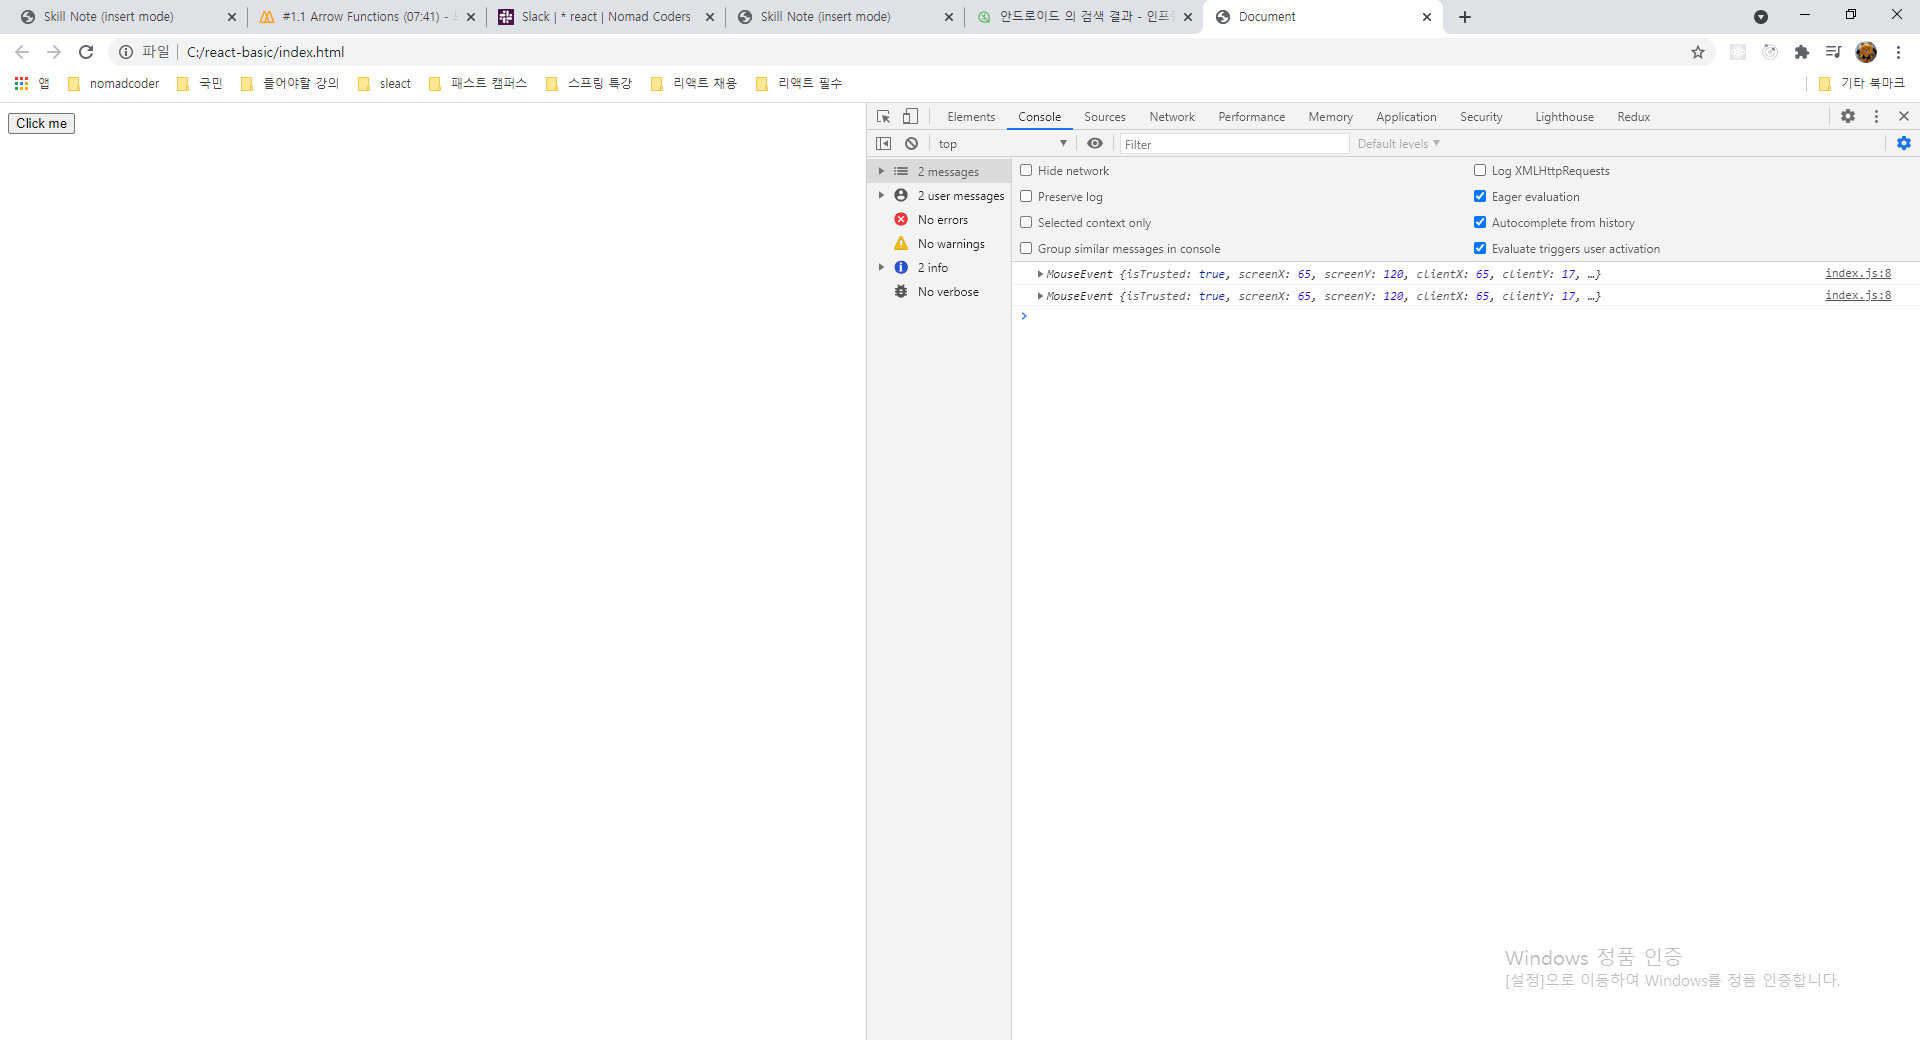 Skill Note (insert mode)
#1.1 Arrow Functions (07:41) -
Slack | * react | Nomad Coders
Skill Note (insert mode)
안드로이드 의 검색 결과 - 인프
Document
파일 C:/react-basic/index.html
앱 nomadcoder 국민 들어야할 강의 sleact 패스트 캠퍼스 스프링 특강 리액트 채용 리액트 필수 기타 북마크
Click me
Elements Console Sources Network Performance Memory Application Security Lighthouse Redux
top Filter Default levels
2 messages
2 user messages
No errors
No warnings
2 info
No verbose
Hide network Log XMLHttpRequests
Preserve log Eager evaluation
Selected context only Autocomplete from history
Group similar messages in console Evaluate triggers user activation
MouseEvent {isTrusted: true, screenX: 65, screenY: 120, clientX: 65, clientY: 17, …} index.js:8
MouseEvent {isTrusted: true, screenX: 65, screenY: 120, clientX: 65, clientY: 17, …} index.js:8
Windows 정품 인증
[설정]으로 이동하여 Windows를 정품 인증합니다.